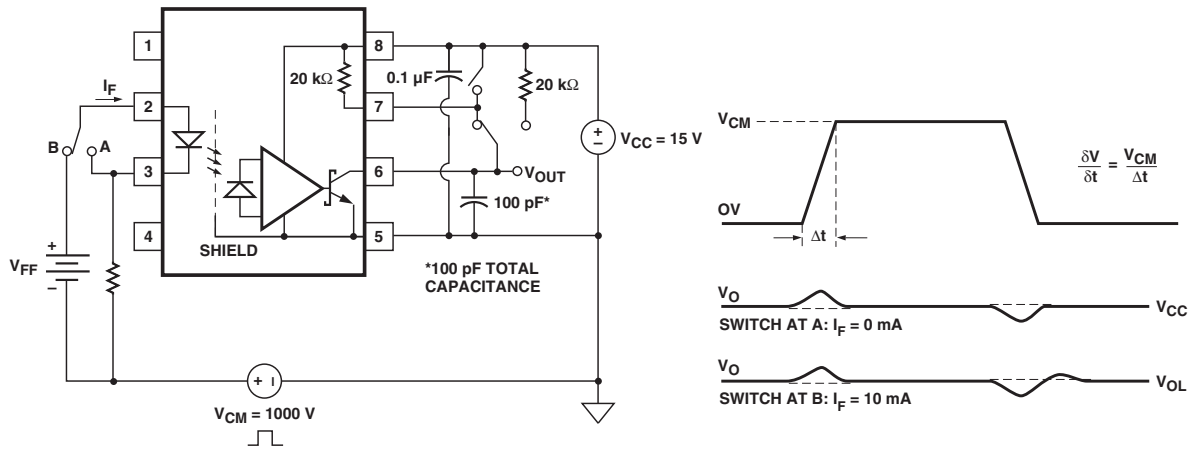 1
2
3
4
8
7
6
5
I_F
B
A
20 kΩ
0.1 µF
20 kΩ
V_CC = 15 V
V_OUT
100 pF*
SHIELD
+
V_FF
–
*100 pF TOTAL
CAPACITANCE
V_CM = 1000 V
V_CM
OV
Δt
δV/δt = V_CM/Δt
V_O
V_CC
SWITCH AT A: I_F = 0 mA
V_O
V_OL
SWITCH AT B: I_F = 10 mA